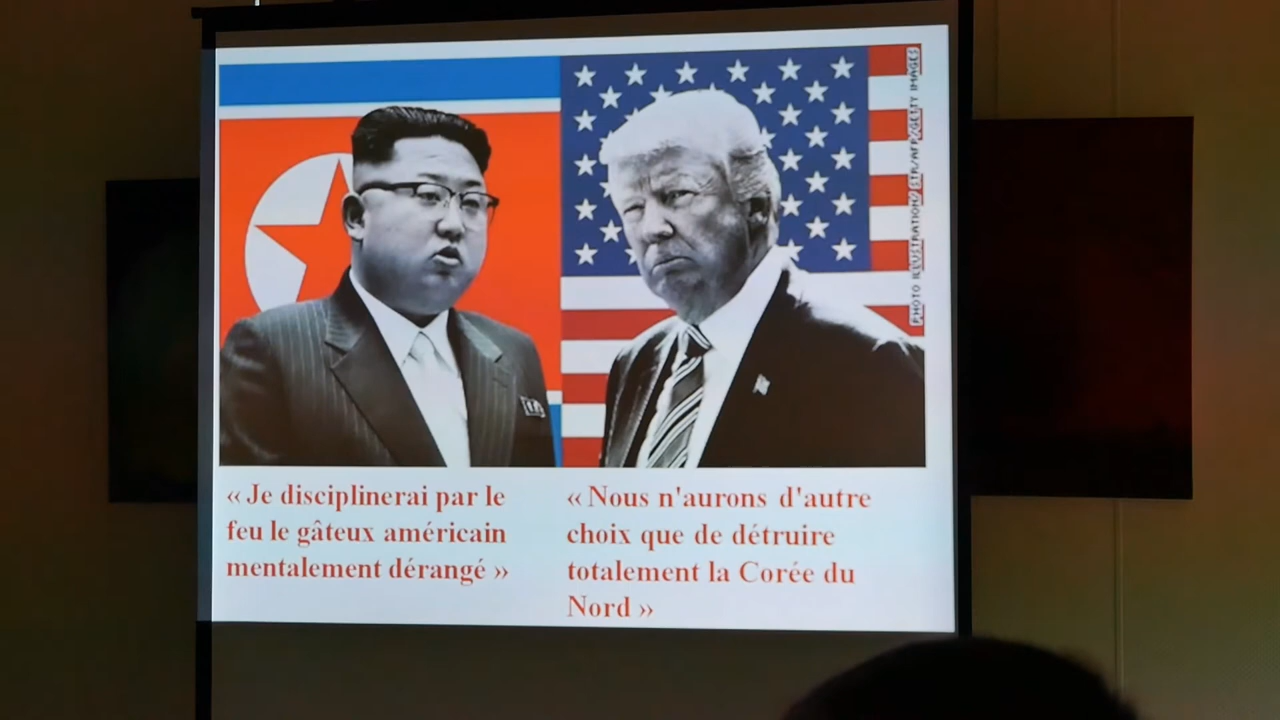 PHOTO ILLUSTRATION/ STR/AFP/GETTY IMAGES
« Je disciplinerai par le
feu le gâteux américain
mentalement dérangé »
« Nous n'aurons d'autre
choix que de détruire
totalement la Corée du
Nord »